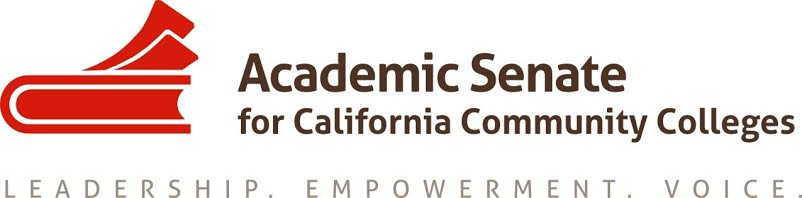 Academic Senate
for California Community Colleges
LEADERSHIP. EMPOWERMENT. VOICE.